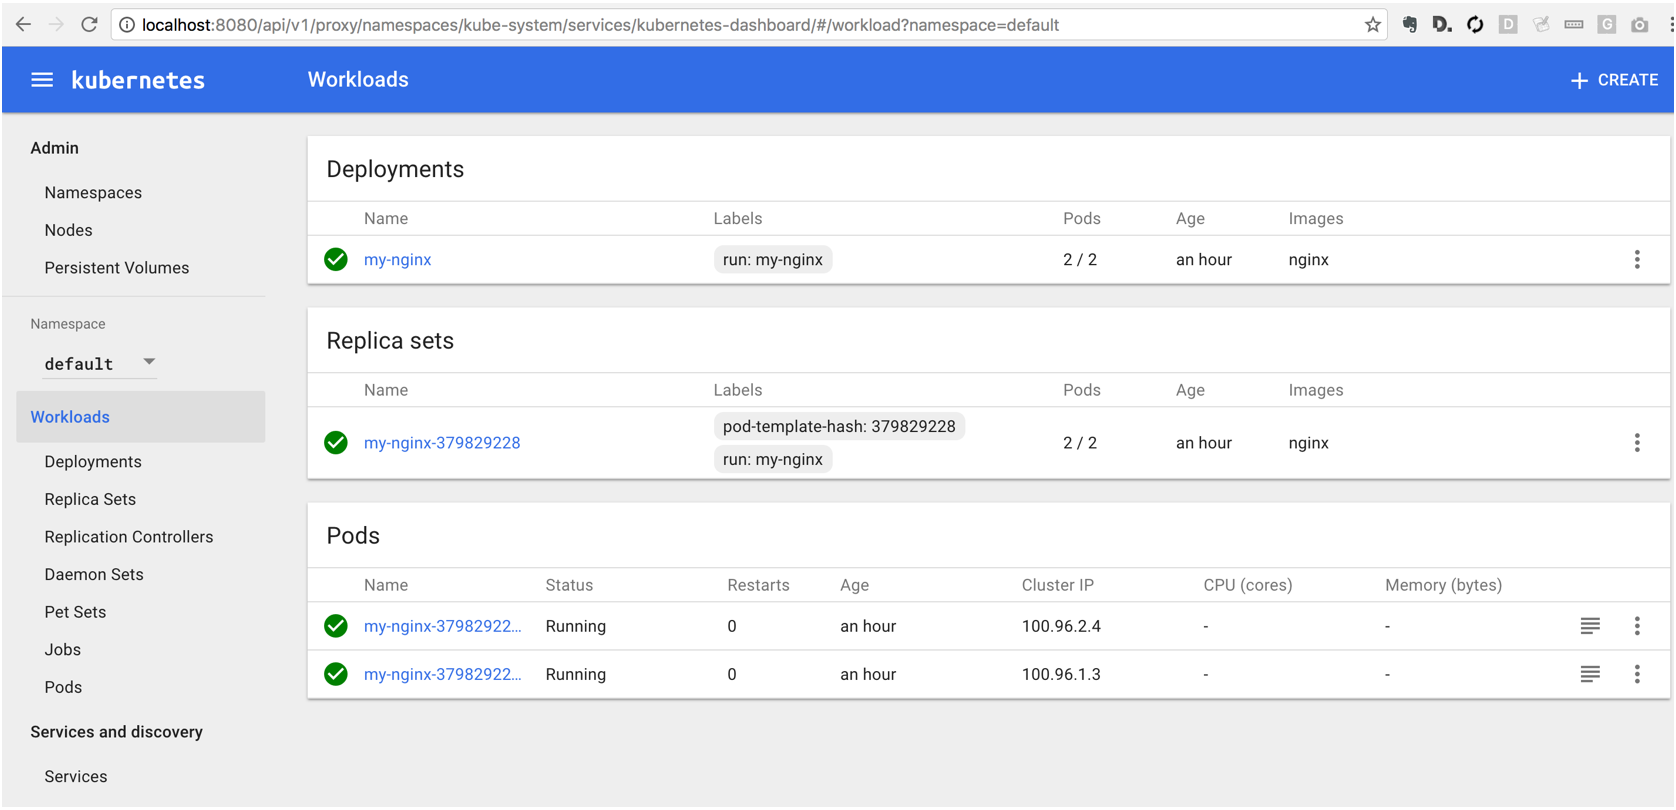 localhost:8080/api/v1/proxy/namespaces/kube-system/services/kubernetes-dashboard/#/workload?namespace=default
D.
D
G
kubernetes
Workloads
+ CREATE
Admin
Namespaces
Nodes
Persistent Volumes
Namespace
default
Workloads
Deployments
Replica Sets
Replication Controllers
Daemon Sets
Pet Sets
Jobs
Pods
Services and discovery
Services
Deployments
Name Labels Pods Age Images
my-nginx run: my-nginx 2 / 2 an hour nginx
Replica sets
Name Labels Pods Age Images
pod-template-hash: 379829228
my-nginx-379829228 2 / 2 an hour nginx
run: my-nginx
Pods
Name Status Restarts Age Cluster IP CPU (cores) Memory (bytes)
my-nginx-37982922... Running 0 an hour 100.96.2.4 - -
my-nginx-37982922... Running 0 an hour 100.96.1.3 - -